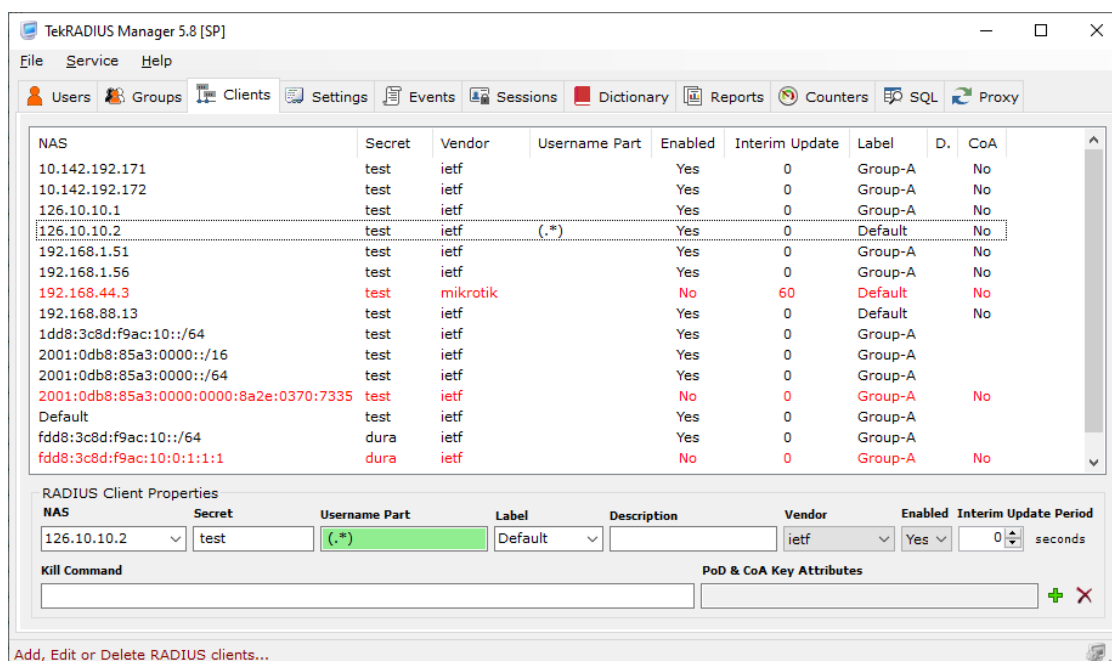 TekRADIUS Manager 5.8 [SP]
File Service Help
Users Groups Clients Settings Events Sessions Dictionary Reports Counters SQL Proxy
NAS Secret Vendor Username Part Enabled Interim Update Label D. CoA
10.142.192.171 test ietf Yes 0 Group-A No
10.142.192.172 test ietf Yes 0 Group-A No
126.10.10.1 test ietf Yes 0 Group-A No
126.10.10.2 test ietf (.*) Yes 0 Default No
192.168.1.51 test ietf Yes 0 Group-A No
192.168.1.56 test ietf Yes 0 Group-A No
192.168.44.3 test mikrotik No 60 Default No
192.168.88.13 test ietf Yes 0 Default No
1dd8:3c8d:f9ac:10::/64 test ietf Yes 0 Group-A
2001:0db8:85a3:0000::/16 test ietf Yes 0 Group-A
2001:0db8:85a3:0000::/64 test ietf Yes 0 Group-A
2001:0db8:85a3:0000:0000:8a2e:0370:7335 test ietf No 0 Group-A No
Default test ietf Yes 0 Group-A
fdd8:3c8d:f9ac:10::/64 dura ietf Yes 0 Group-A
fdd8:3c8d:f9ac:10:0:1:1:1 dura ietf No 0 Group-A No
RADIUS Client Properties
NAS Secret Username Part Label Description Vendor Enabled Interim Update Period
126.10.10.2 test (.*) Default ietf Yes 0 seconds
Kill Command PoD & CoA Key Attributes
Add, Edit or Delete RADIUS clients...